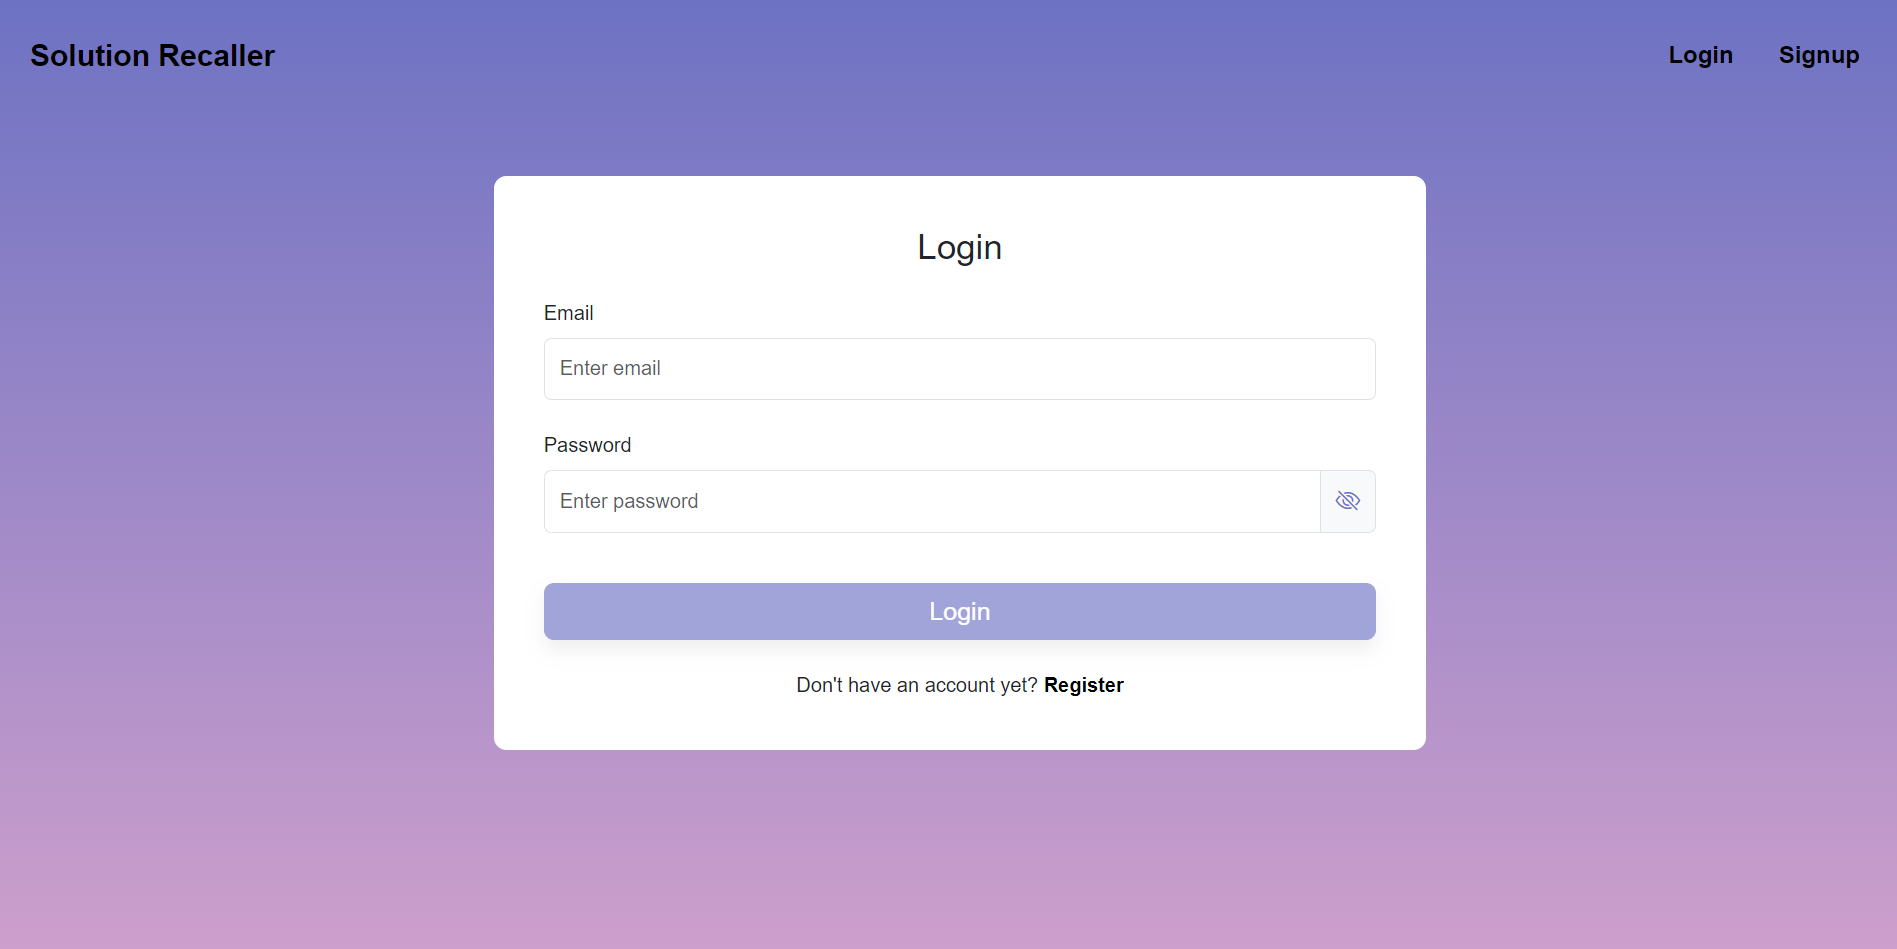 Solution Recaller
Login Signup
Login
Email
Enter email
Password
Enter password
Login
Don't have an account yet? Register